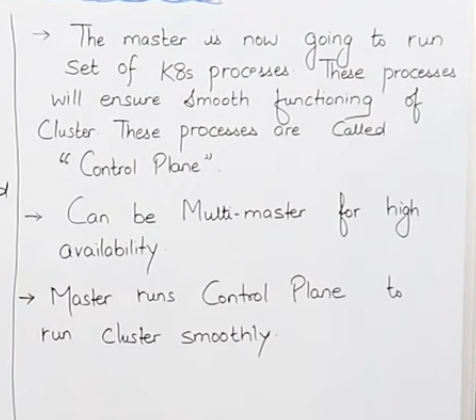 → The master is now going to run
Set of K8s processes. These processes
will ensure smooth functioning of
Cluster. These processes are Called
"Control Plane".
→ Can be Multi-master for high
availability.
→ Master runs Control Plane to
run Cluster smoothly.